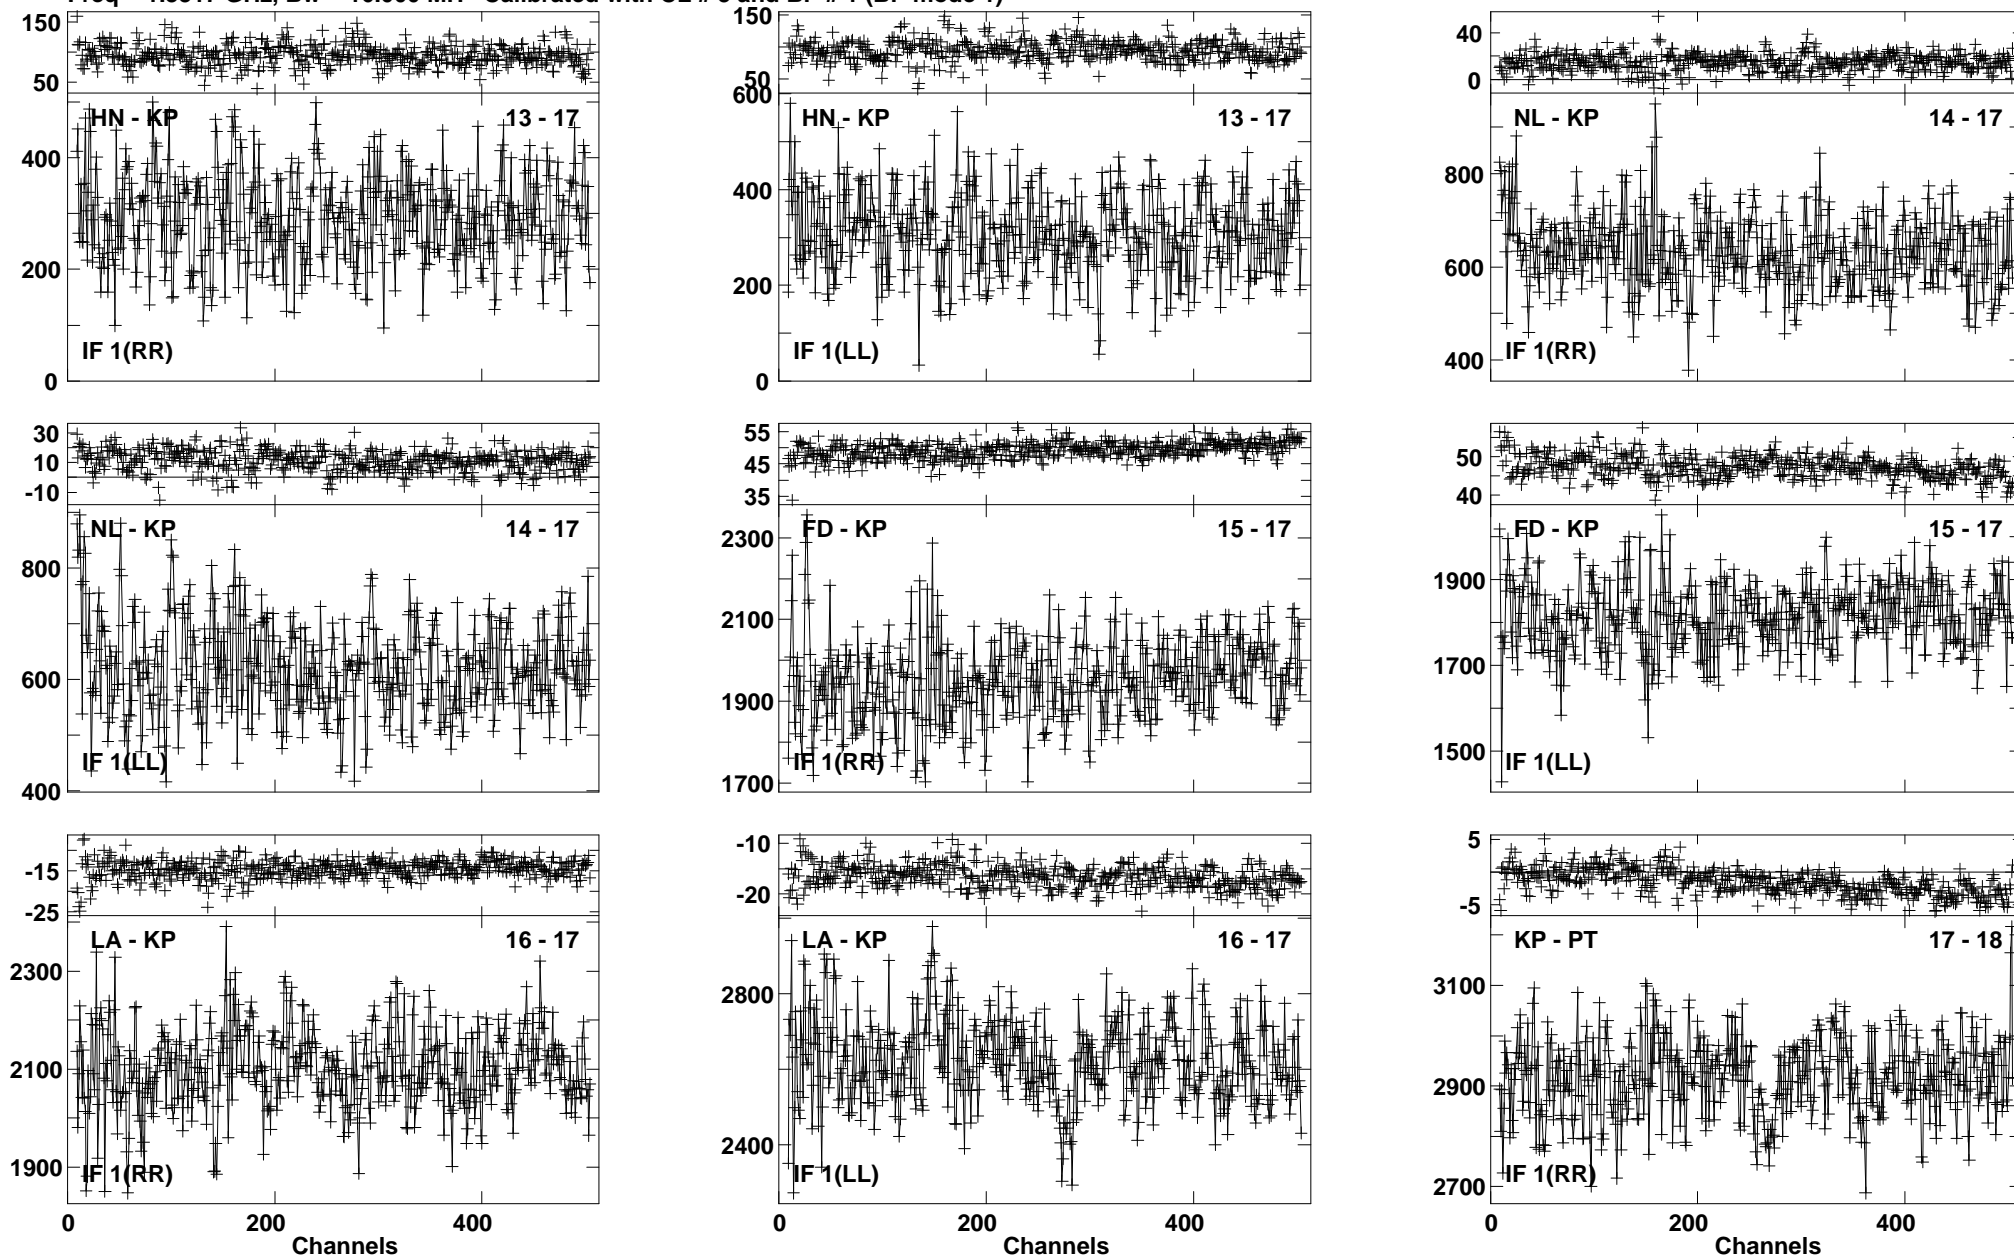 150
50
HN - KP 13 - 17
400
200
0
IF 1(RR)
150
50
600
HN - KP 13 - 17
400
200
0
IF 1(LL)
40
0
NL - KP 14 - 17
800
600
400
IF 1(RR)
30
10
-10
NL - KP 14 - 17
800
600
400
IF 1(LL)
55
45
35
FD - KP 15 - 17
2300
2100
1900
1700
IF 1(RR)
50
40
FD - KP 15 - 17
1900
1700
1500
IF 1(LL)
-15
-25
LA - KP 16 - 17
2300
2100
1900
IF 1(RR)
0 200 400
Channels
-10
-20
LA - KP 16 - 17
2800
2400
IF 1(LL)
0 200 400
Channels
5
-5
KP - PT 17 - 18
3100
2900
2700
IF 1(RR)
0 200 400
Channels